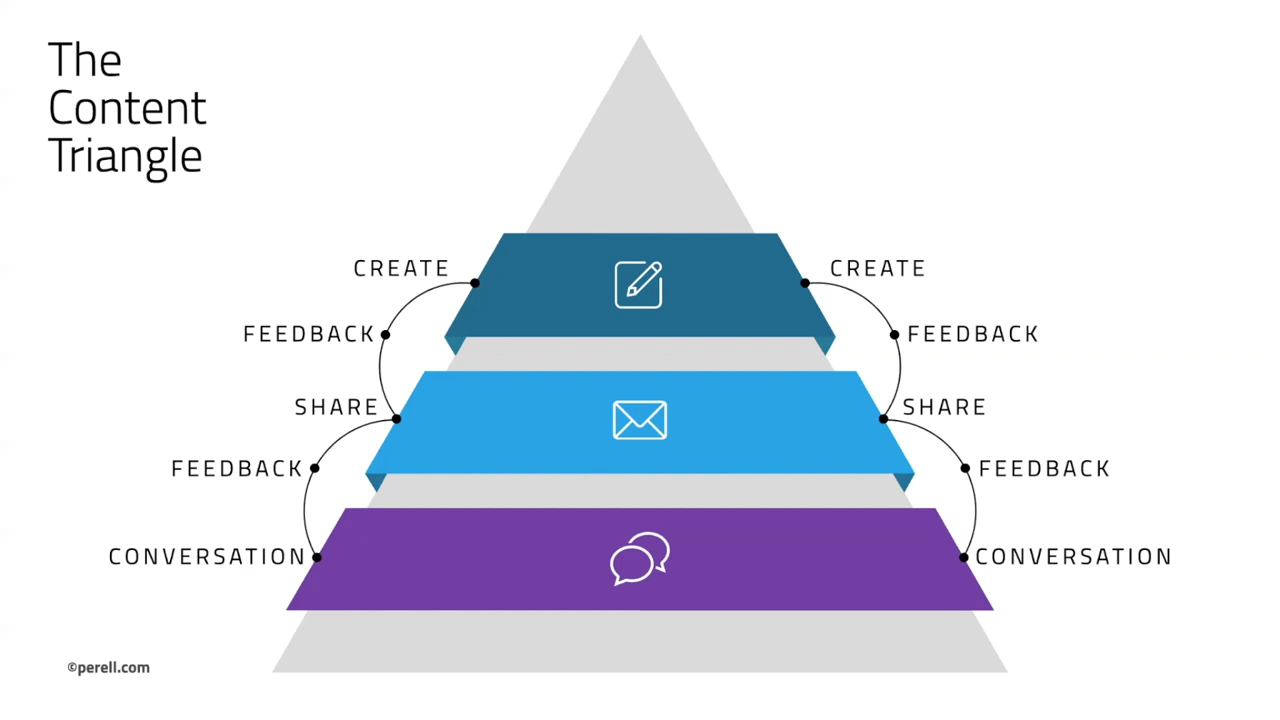 The
Content
Triangle
CREATE
CREATE
FEEDBACK
FEEDBACK
SHARE
SHARE
FEEDBACK
FEEDBACK
CONVERSATION
CONVERSATION
©perell.com